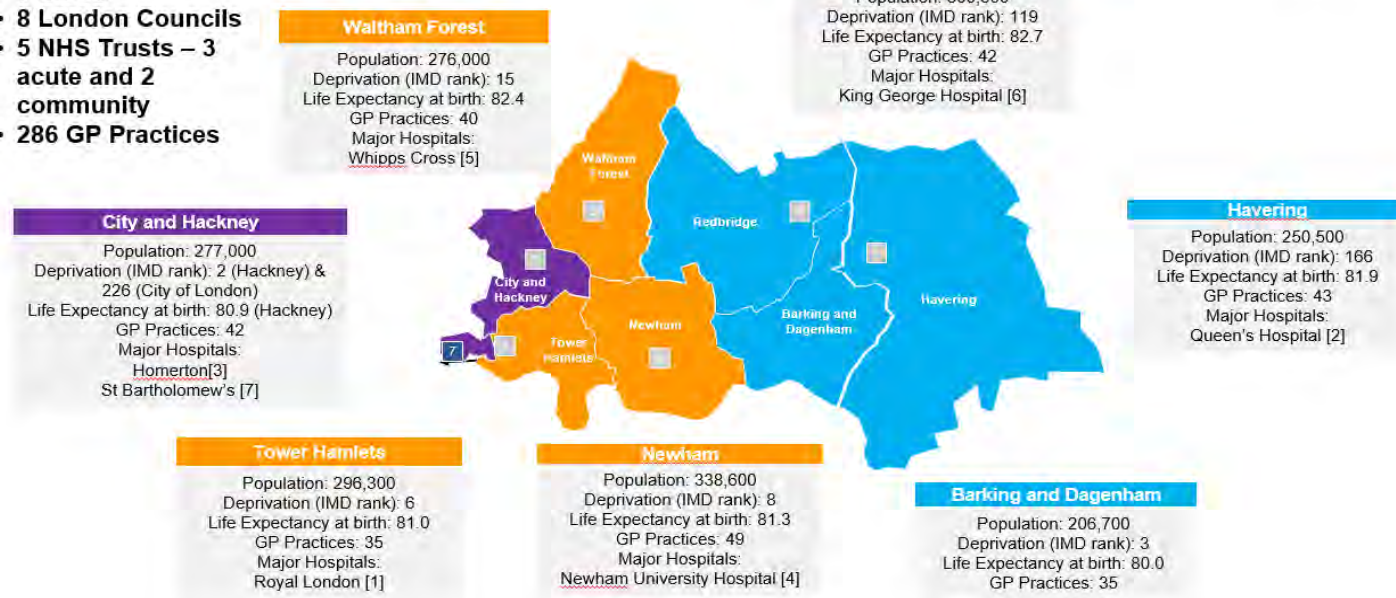 • 8 London Councils
• 5 NHS Trusts – 3
acute and 2
community
• 286 GP Practices
Waltham Forest
Population: 276,000
Deprivation (IMD rank): 15
Life Expectancy at birth: 82.4
GP Practices: 40
Major Hospitals:
Whipps Cross [5]
Deprivation (IMD rank): 119
Life Expectancy at birth: 82.7
GP Practices: 42
Major Hospitals:
King George Hospital [6]
City and Hackney
Population: 277,000
Deprivation (IMD rank): 2 (Hackney) &
226 (City of London)
Life Expectancy at birth: 80.9 (Hackney)
GP Practices: 42
Major Hospitals:
Homerton[3]
St Bartholomew's [7]
Waltham
Forest
Redbridge
City and
Hackney
Newham
Tower
Hamlets
Barking and
Dagenham
Havering
7
Havering
Population: 250,500
Deprivation (IMD rank): 166
Life Expectancy at birth: 81.9
GP Practices: 43
Major Hospitals:
Queen's Hospital [2]
Tower Hamlets
Population: 296,300
Deprivation (IMD rank): 6
Life Expectancy at birth: 81.0
GP Practices: 35
Major Hospitals:
Royal London [1]
Newham
Population: 338,600
Deprivation (IMD rank): 8
Life Expectancy at birth: 81.3
GP Practices: 49
Major Hospitals:
Newham University Hospital [4]
Barking and Dagenham
Population: 206,700
Deprivation (IMD rank): 3
Life Expectancy at birth: 80.0
GP Practices: 35